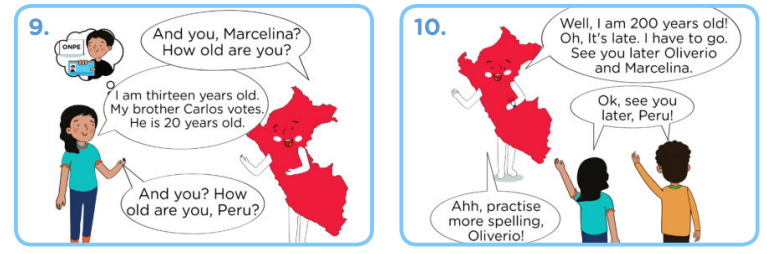 9.
And you, Marcelina?
How old are you?
ONPE
I am thirteen years old.
My brother Carlos votes.
He is 20 years old.
And you? How
old are you, Peru?
10.
Well, I am 200 years old!
Oh, It's late. I have to go.
See you later Oliverio
and Marcelina.
Ok, see you
later, Peru!
Ahh, practise
more spelling,
Oliverio!